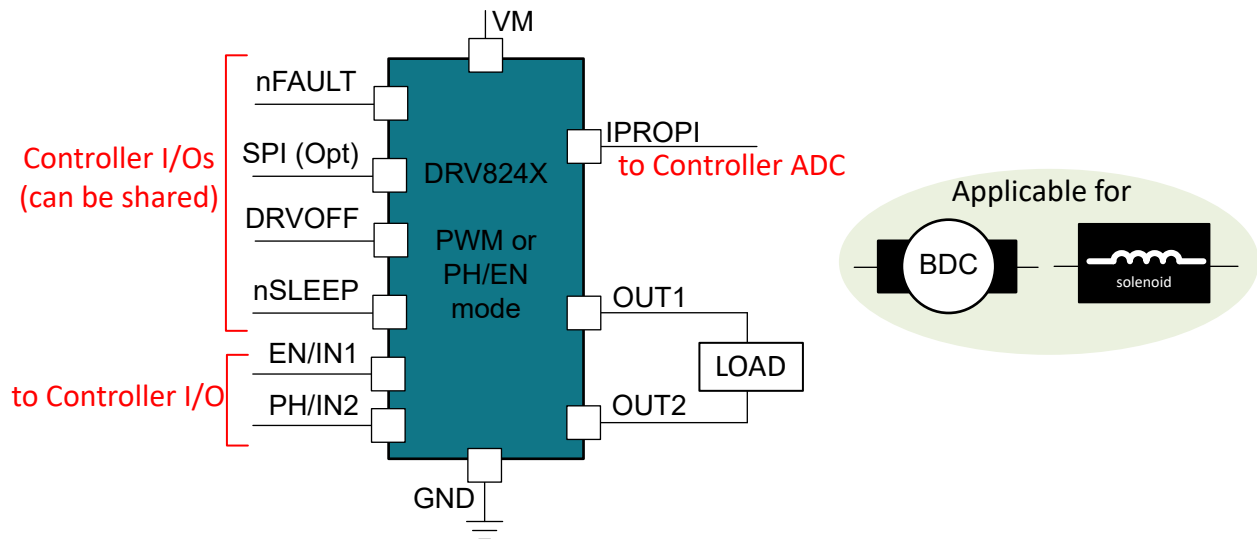 VM
nFAULT
SPI (Opt)
DRVOFF
nSLEEP
Controller I/Os
(can be shared)
EN/IN1
PH/IN2
to Controller I/O
DRV824X
PWM or
PH/EN
mode
IPROPI
to Controller ADC
OUT1
LOAD
OUT2
GND
Applicable for
BDC
solenoid